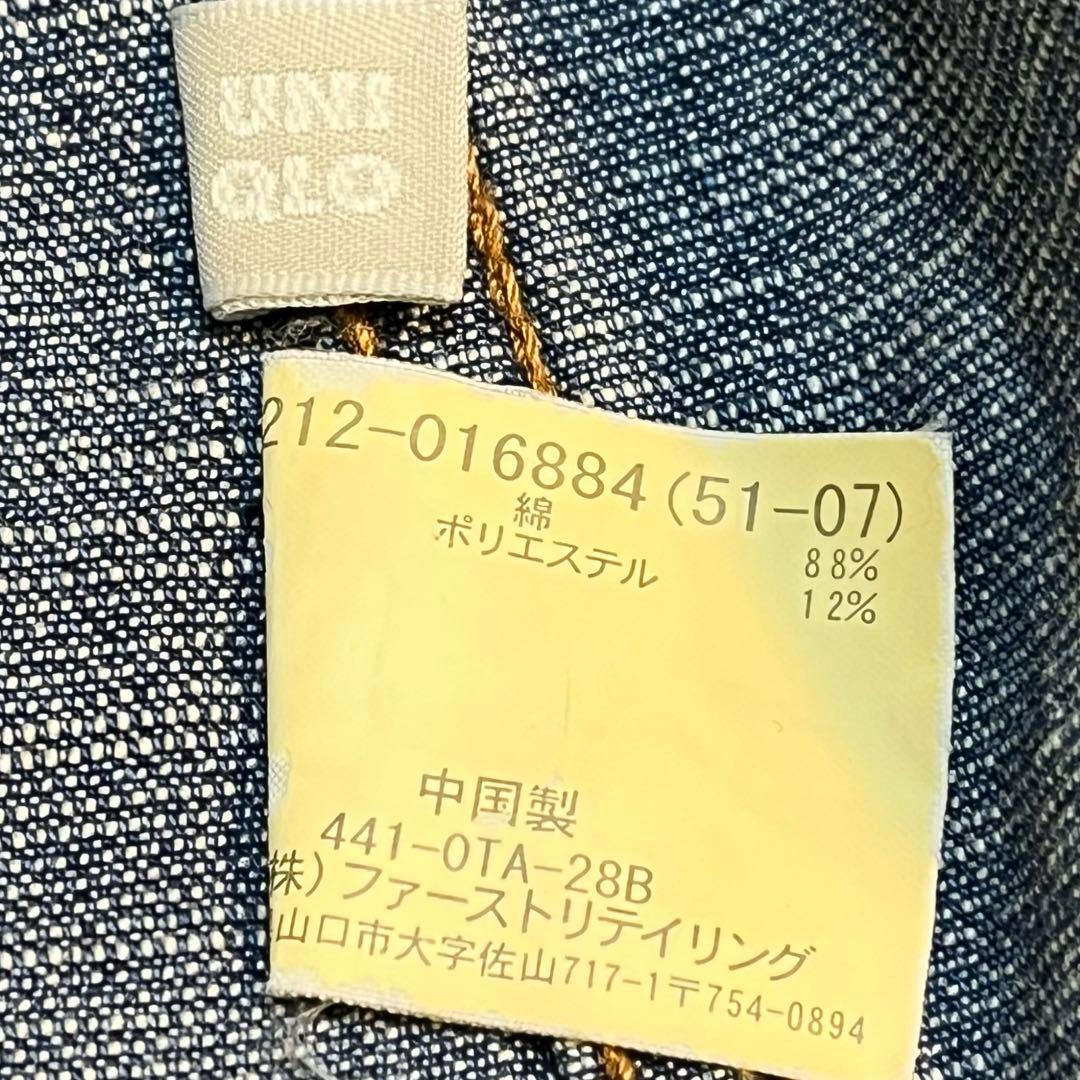 UNI
QLO
212-016884(51-07)
綿 88%
ポリエステル 12%
中国製
441-OTA-28B
株)ファーストリテイリング
山口市大字佐山717-1〒754-0894